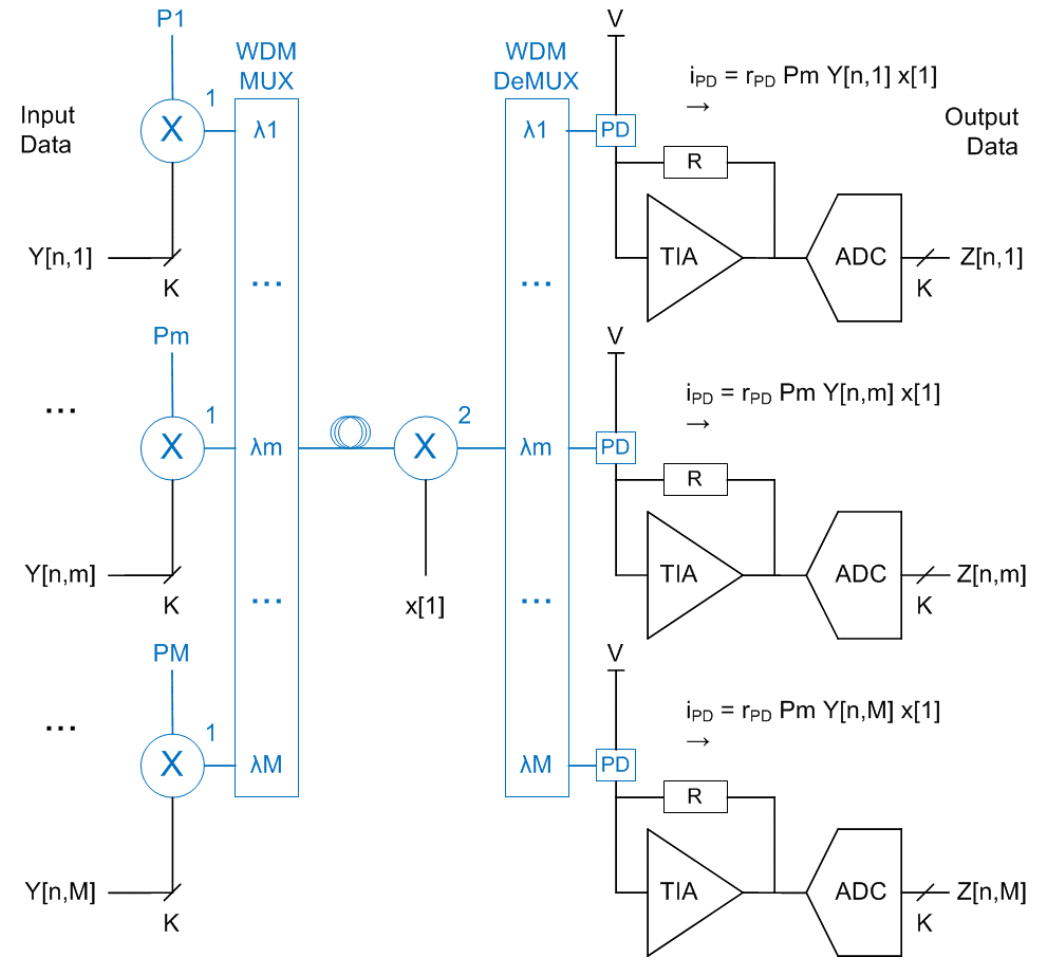 P1
V
WDM
MUX
WDM
DeMUX
iPD = rPD Pm Y[n,1] x[1]
→
Input
Data
1
X
λ1
λ1
PD
Output
Data
R
Y[n,1]
K
...
...
TIA
ADC
Z[n,1]
K
Pm
V
iPD = rPD Pm Y[n,m] x[1]
→
...
1
X
λm
2
X
λm
PD
R
Y[n,m]
K
x[1]
...
...
TIA
ADC
Z[n,m]
K
PM
V
iPD = rPD Pm Y[n,M] x[1]
→
...
1
X
λM
λM
PD
R
Y[n,M]
K
TIA
ADC
Z[n,M]
K